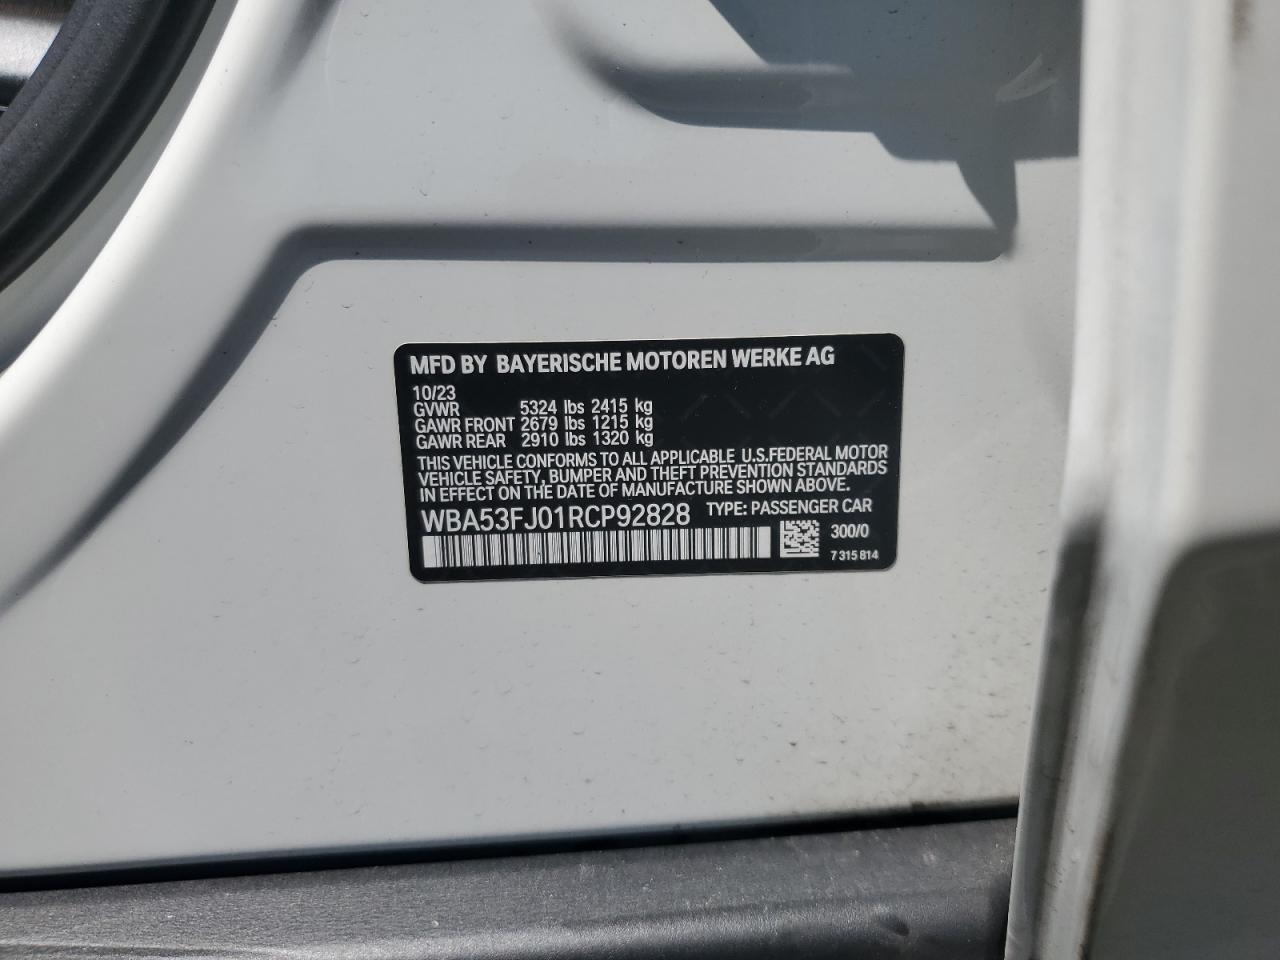 MFD BY BAYERISCHE MOTOREN WERKE AG
10/23
GVWR 5324 lbs 2415 kg
GAWR FRONT 2679 lbs 1215 kg
GAWR REAR 2910 lbs 1320 kg
THIS VEHICLE CONFORMS TO ALL APPLICABLE U.S.FEDERAL MOTOR
VEHICLE SAFETY, BUMPER AND THEFT PREVENTION STANDARDS
IN EFFECT ON THE DATE OF MANUFACTURE SHOWN ABOVE.
WBA53FJ01RCP92828 TYPE: PASSENGER CAR
300/0
7 315 814